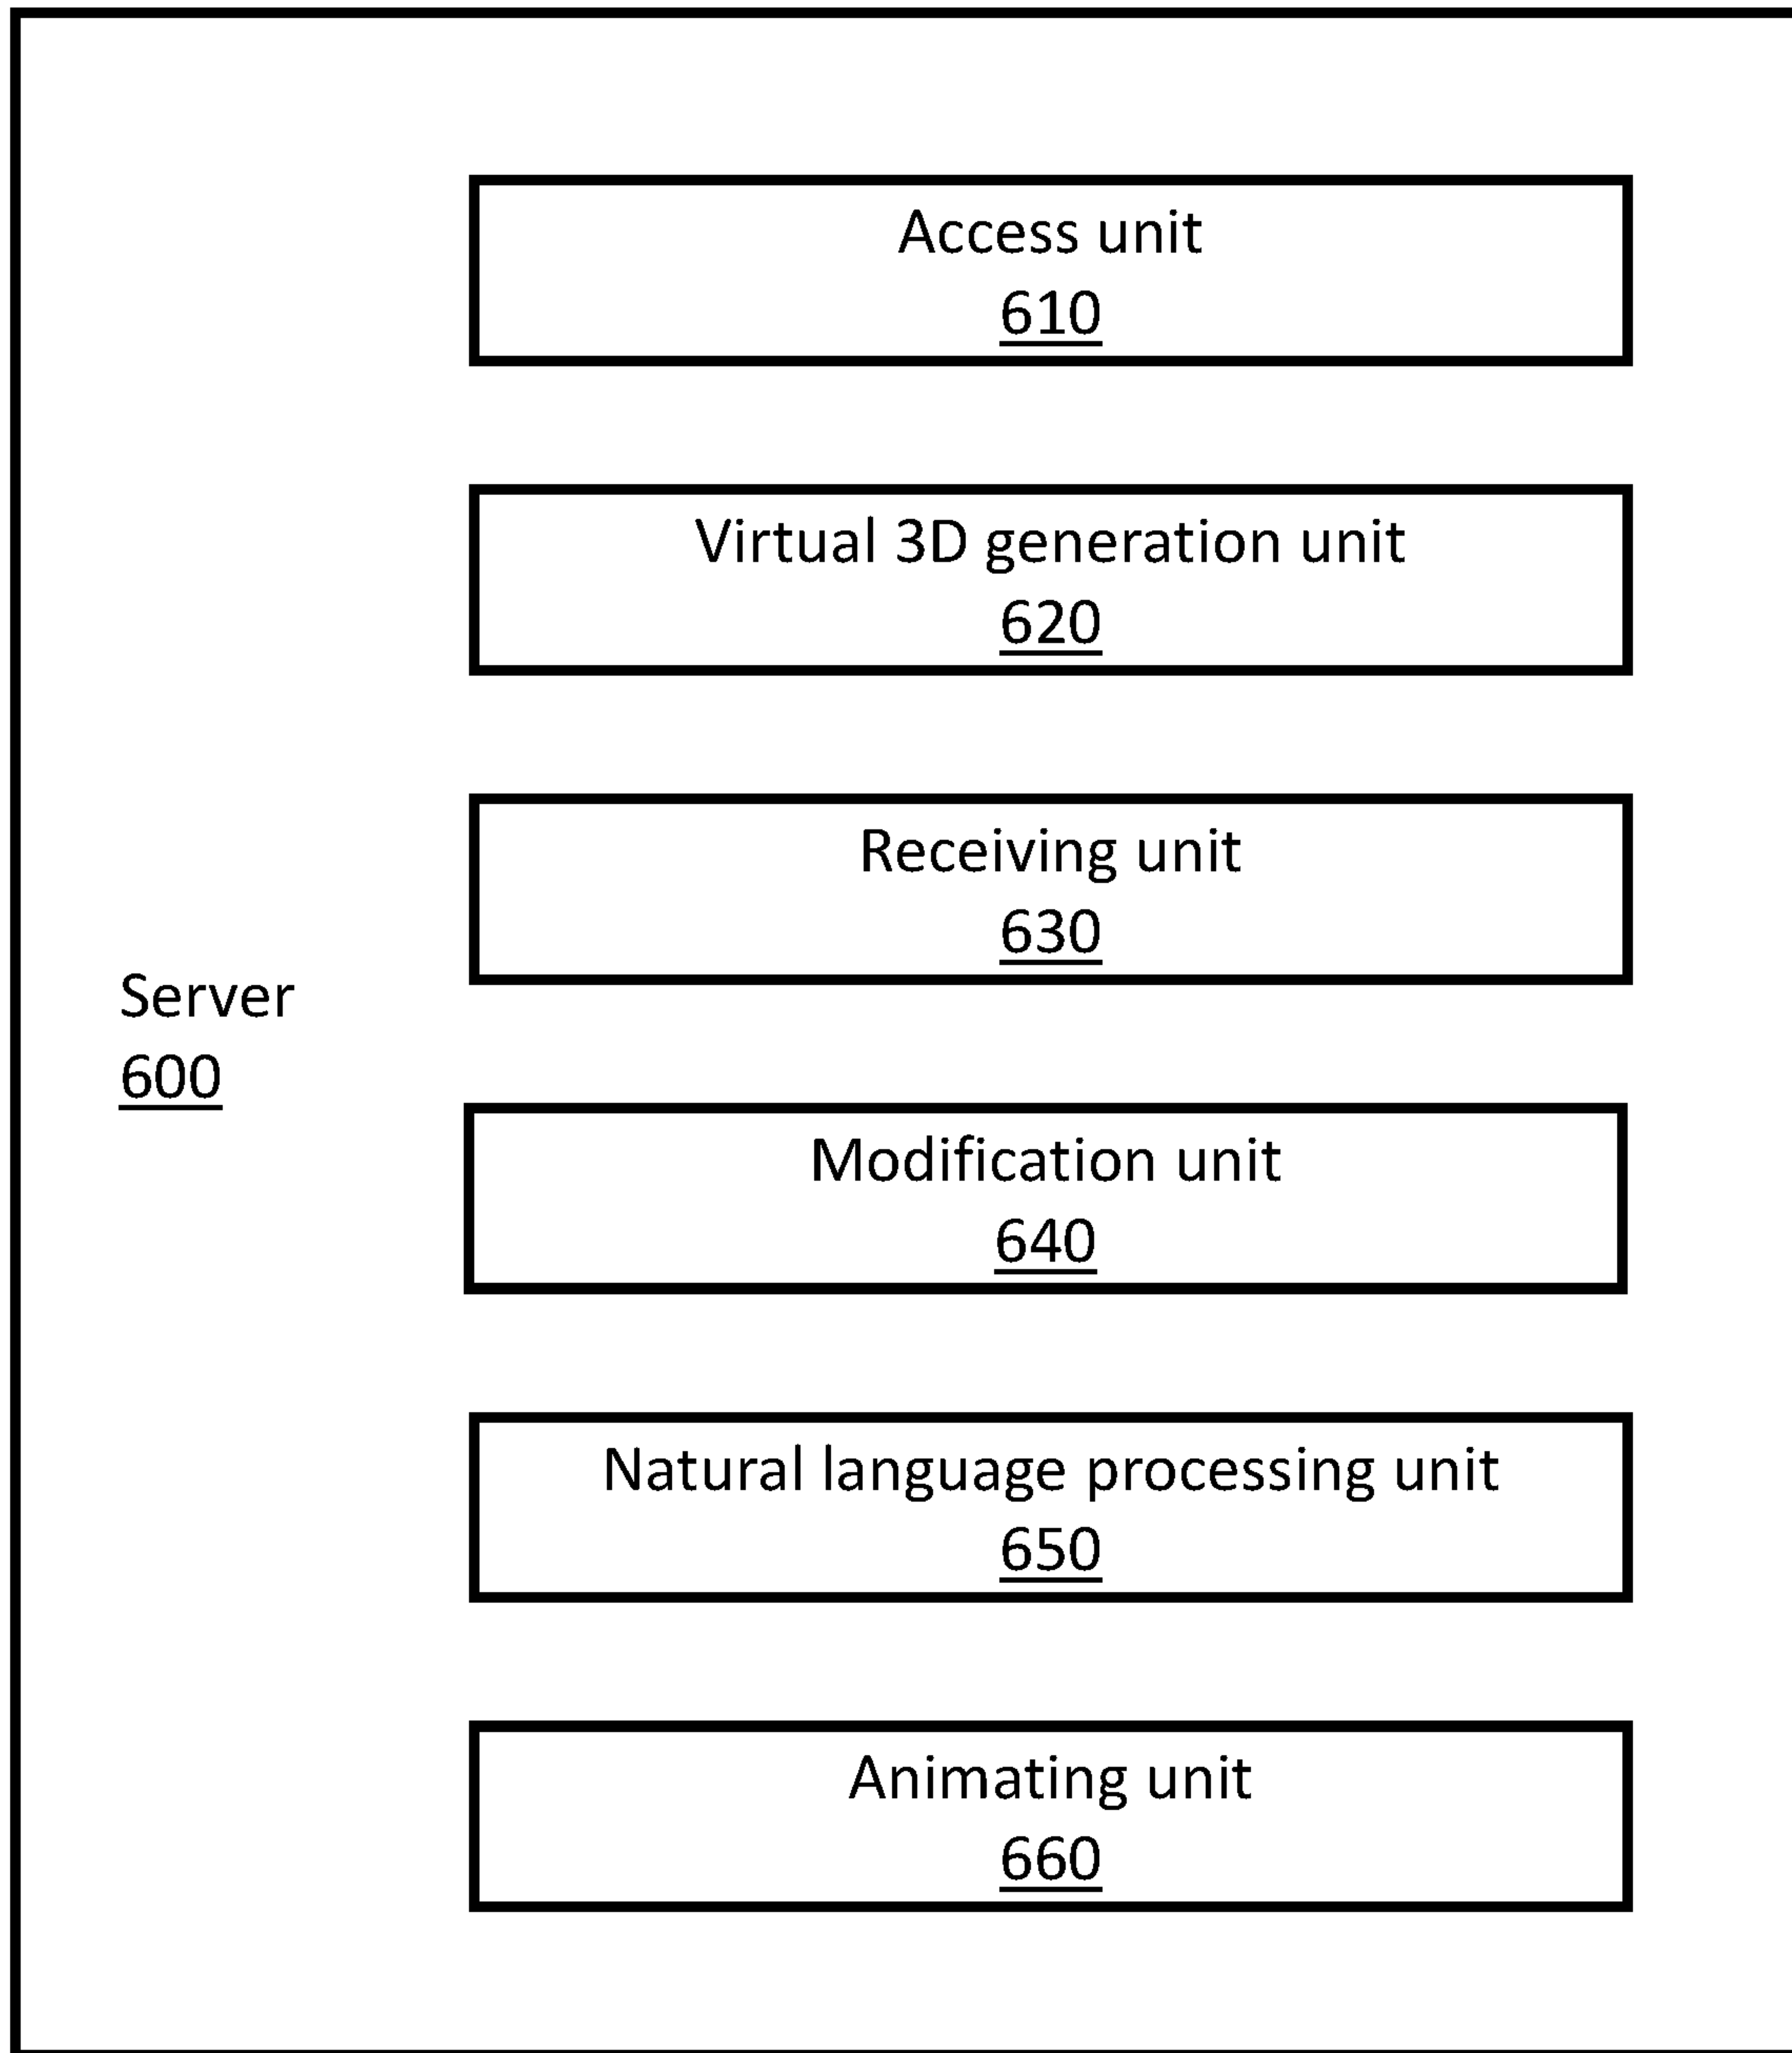 Access unit
610
Virtual 3D generation unit
620
Receiving unit
630
Server
600
Modification unit
640
Natural language processing unit
650
Animating unit
660